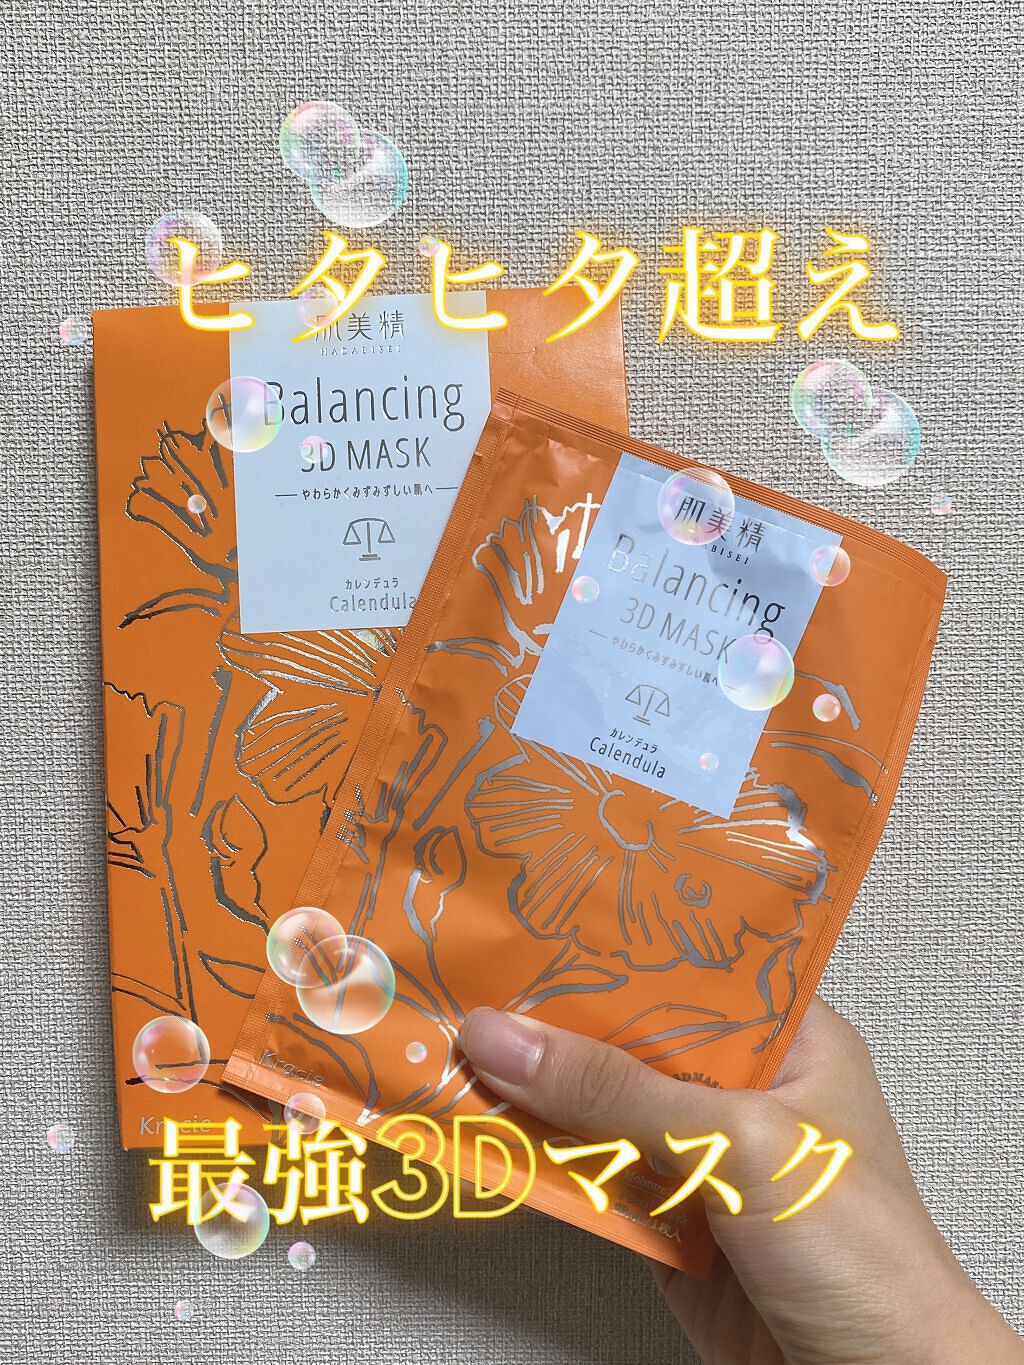 ヒタヒタ超え
肌美精
HADABISEI
Balancing
3D MASK
やわらかくみずみずしい肌へ
カレンデュラ
Calendula
肌美精
HADABISEI
Balancing
3D MASK
やわらかくみずみずしい肌へ
カレンデュラ
Calendula
Kracie
Kracie
最強3Dマスク